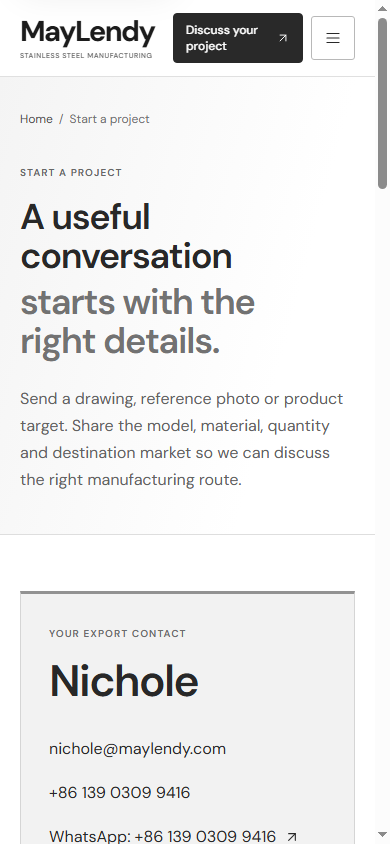 MayLendy
STAINLESS STEEL MANUFACTURING
Discuss your
project
Home / Start a project
START A PROJECT
A useful
conversation
starts with the
right details.
Send a drawing, reference photo or product
target. Share the model, material, quantity
and destination market so we can discuss
the right manufacturing route.
YOUR EXPORT CONTACT
Nichole
nichole@maylendy.com
+86 139 0309 9416
WhatsApp: +86 139 0309 9416